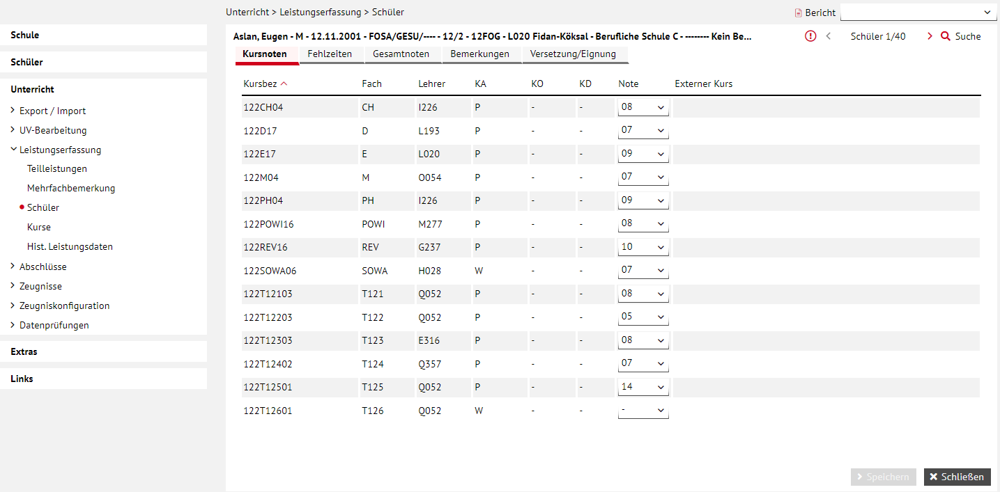 Unterricht > Leistungserfassung > Schüler
Bericht
Schule
Schüler
Unterricht
Export / Import
UV-Bearbeitung
Leistungserfassung
Teilleistungen
Mehrfachbemerkung
Schüler
Kurse
Hist. Leistungsdaten
Abschlüsse
Zeugnisse
Zeugniskonfiguration
Datenprüfungen
Extras
Links
Aslan, Eugen - M - 12.11.2001 - FOSA/GESU/---- - 12/2 - 12FOG - L020 Fidan-Köksal - Berufliche Schule C - -------- Kein Be...
Schüler 1/40
Suche
Kursnoten Fehlzeiten Gesamtnoten Bemerkungen Versetzung/Eignung
Kursbez Fach Lehrer KA KO KD Note Externer Kurs
122CH04 CH I226 P - - 08
122D17 D L193 P - - 07
122E17 E L020 P - - 09
122M04 M O054 P - - 07
122PH04 PH I226 P - - 09
122POWI16 POWI M277 P - - 08
122REV16 REV G237 P - - 10
122SOWA06 SOWA H028 W - - 07
122T12103 T121 Q052 P - - 08
122T12203 T122 Q052 P - - 05
122T12303 T123 E316 P - - 08
122T12402 T124 Q357 P - - 07
122T12501 T125 Q052 P - - 14
122T12601 T126 Q052 W - - -
Speichern
Schließen